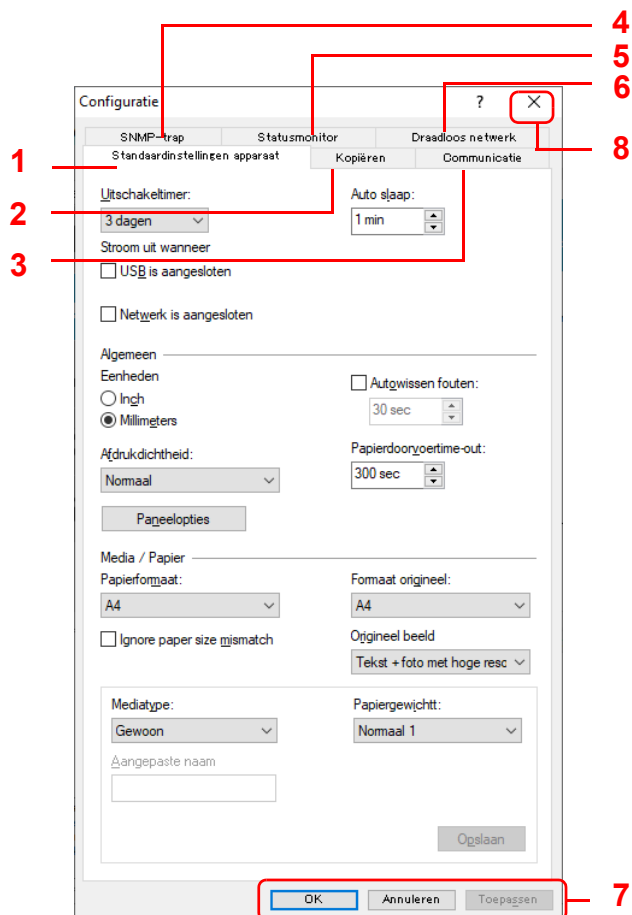 4
5
6
Configuratie ? ×
8
SNMP-trap Statusmonitor Draadloos netwerk
1 Standaardinstellingen apparaat Kopiëren Communicatie
Uitschakeltimer: Auto slaap:
2 3 dagen 1 min
Stroom uit wanneer
3 USB is aangesloten
Netwerk is aangesloten
Algemeen
Eenheden
Autowissen fouten:
Inch
30 sec
Millimeters
Afdrukdichtheid: Papierdoorvoertime-out:
Normaal 300 sec
Paneelopties
Media / Papier
Papierformaat: Formaat origineel:
A4 A4
Ignore paper size mismatch Origineel beeld
Tekst + foto met hoge resc
Mediatype: Papiergewichtt:
Gewoon Normaal 1
Aangepaste naam
Opslaan
OK Annuleren Toepassen 7